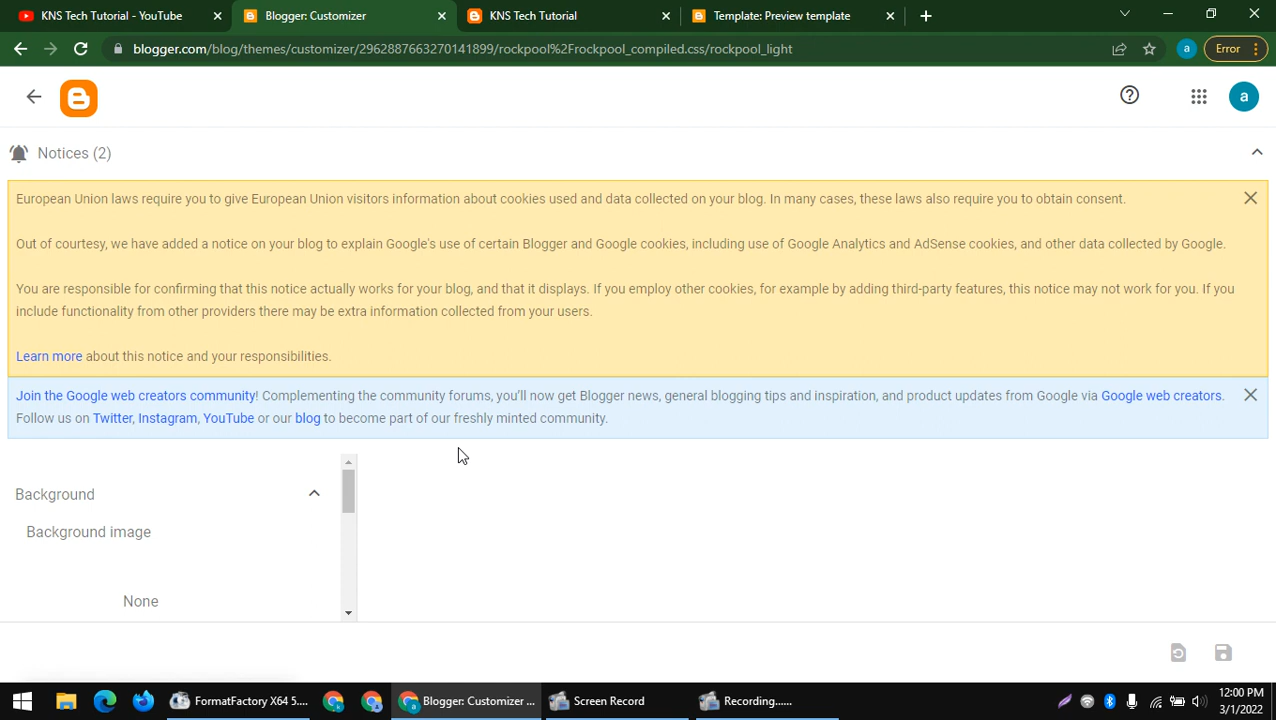 KNS Tech Tutorial - YouTube
Blogger: Customizer
KNS Tech Tutorial
Template: Preview template
blogger.com/blog/themes/customizer/2962887663270141899/rockpool%2Frockpool_compiled.css/rockpool_light
a
Error
a
Notices (2)
European Union laws require you to give European Union visitors information about cookies used and data collected on your blog. In many cases, these laws also require you to obtain consent.
Out of courtesy, we have added a notice on your blog to explain Google's use of certain Blogger and Google cookies, including use of Google Analytics and AdSense cookies, and other data collected by Google.
You are responsible for confirming that this notice actually works for your blog, and that it displays. If you employ other cookies, for example by adding third-party features, this notice may not work for you. If you
include functionality from other providers there may be extra information collected from your users.
Learn more about this notice and your responsibilities.
Join the Google web creators community! Complementing the community forums, you'll now get Blogger news, general blogging tips and inspiration, and product updates from Google via Google web creators.
Follow us on Twitter, Instagram, YouTube or our blog to become part of our freshly minted community.
Background
Background image
None
FormatFactory X64 5....
Blogger: Customizer ...
Screen Record
Recording......
12:00 PM
3/1/2022